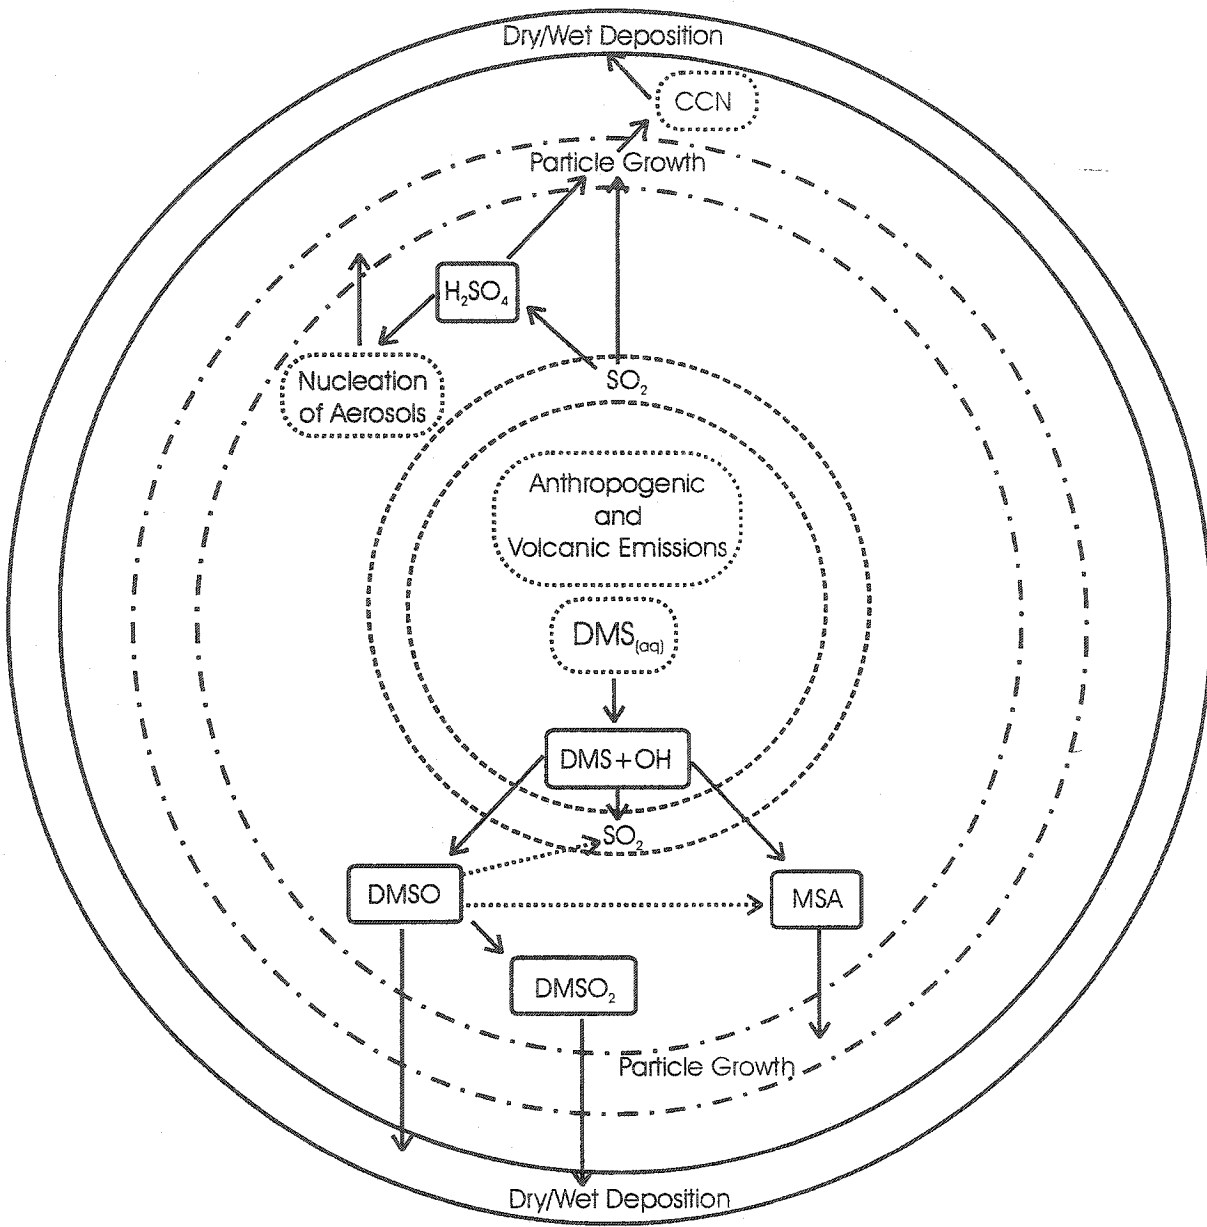 Dry/Wet Deposition
CCN
Particle Growth
H₂SO₄
SO₂
Nucleation
of Aerosols
Anthropogenic
and
Volcanic Emissions
DMS(aq)
DMS+OH
SO₂
DMSO
MSA
DMSO₂
Particle Growth
Dry/Wet Deposition